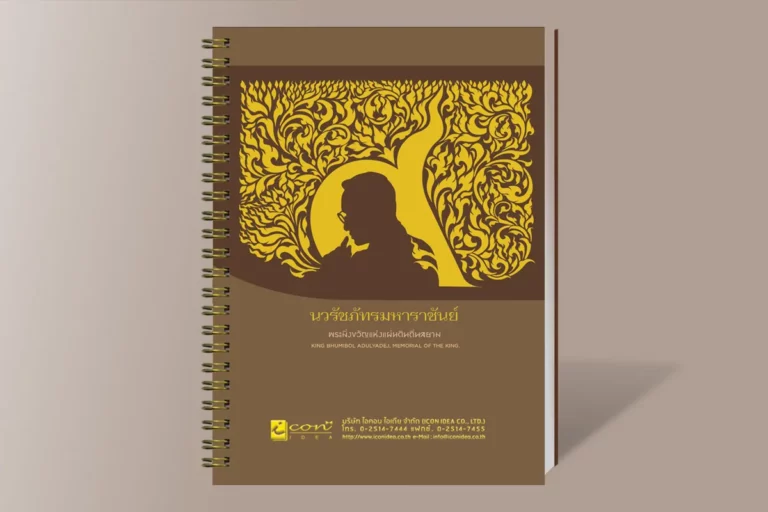 นวรัชภัทรมหาราชันย์
พระมิ่งขวัญแห่งแผ่นดินถิ่นสยาม
KING BHUMIBOL ADULYADEJ, MEMORIAL OF THE KING
icon
IDEA
บริษัท ไอคอน ไอเดีย จำกัด (ICON IDEA CO., LTD.)
โทร. 0-2514-7444 แฟกซ์. 0-2514-7455
http://www.iconidea.co.th e-Mail : info@iconidea.co.th